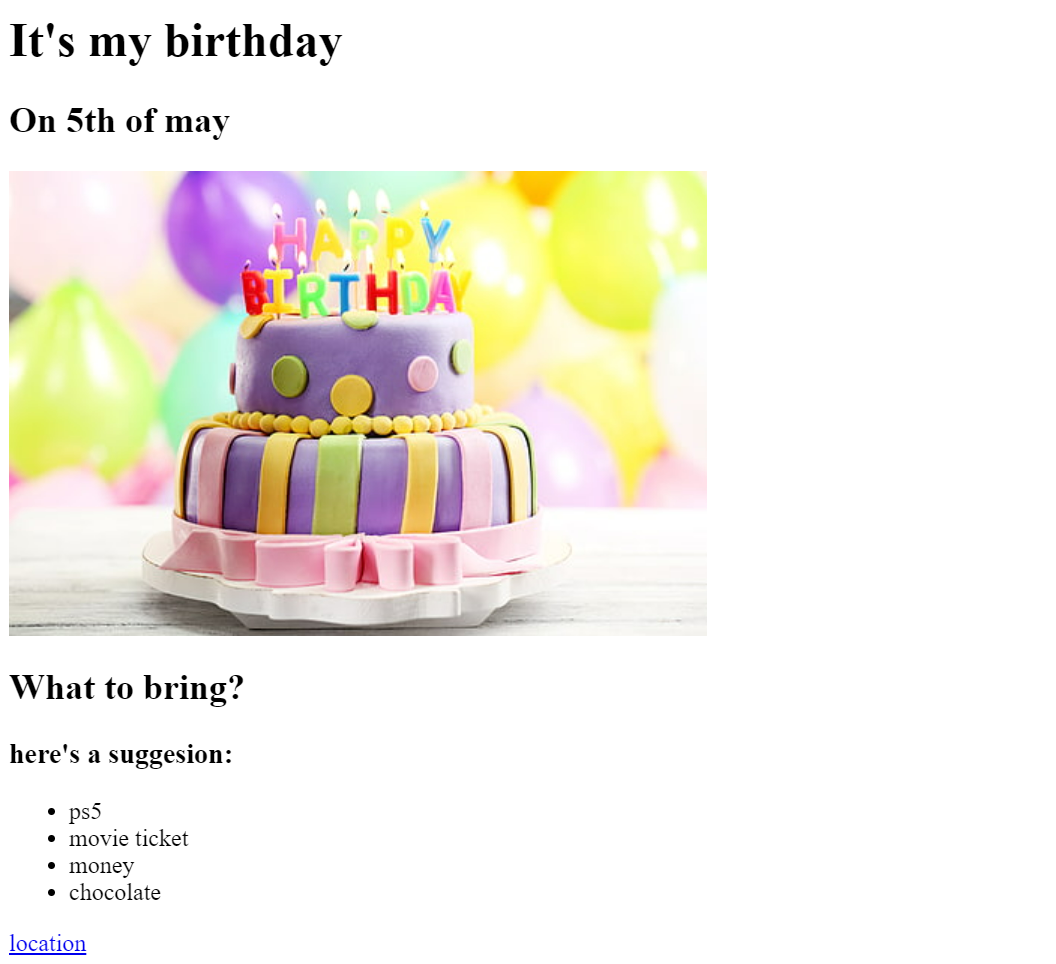 It's my birthday
On 5th of may
HAPPY
BIRTHDAY
What to bring?
here's a suggesion:
ps5
movie ticket
money
chocolate
location